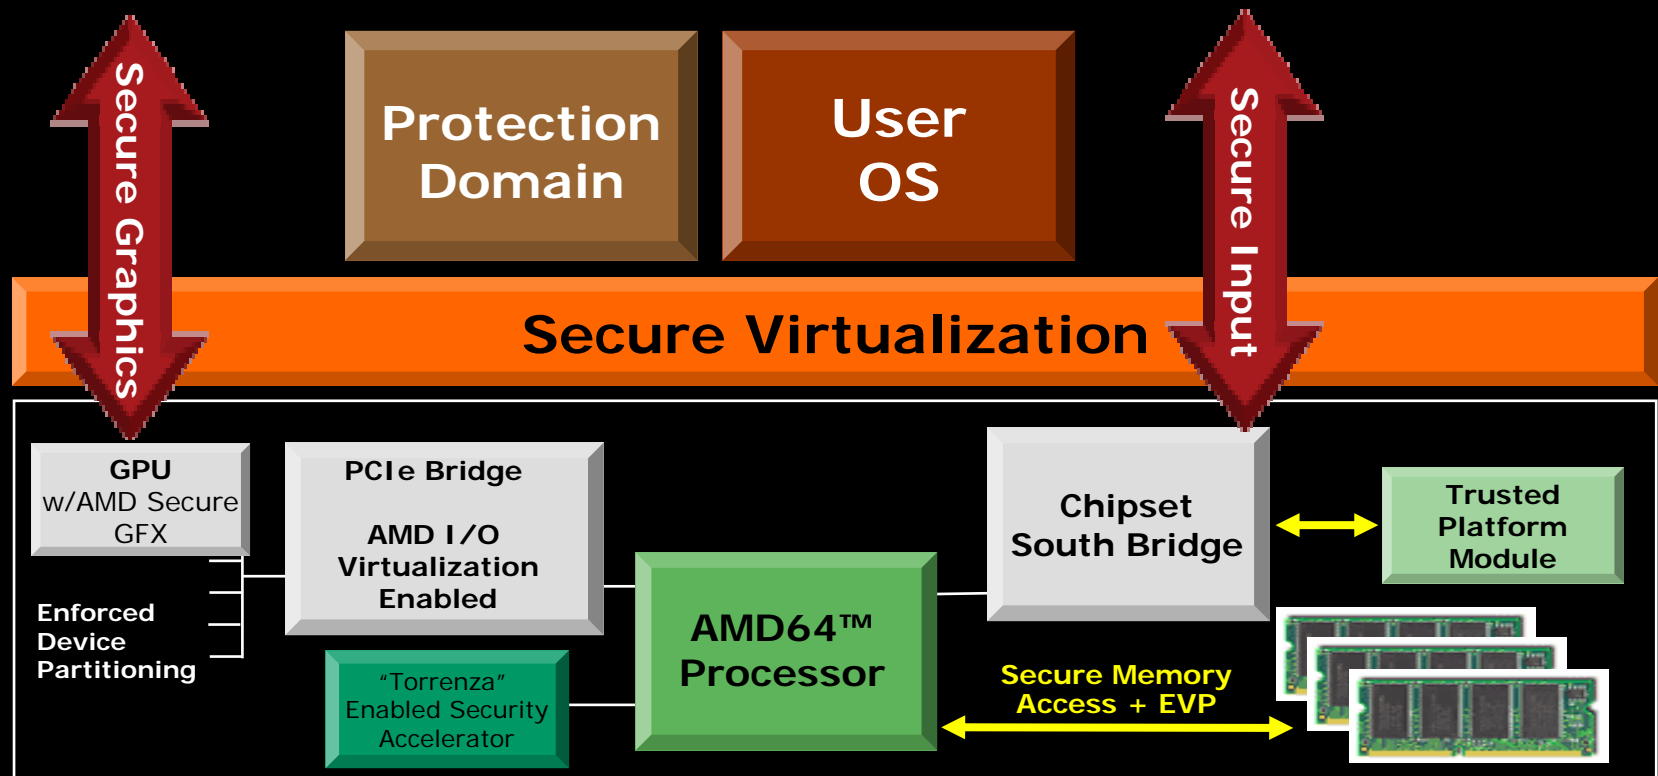 Secure Graphics
Protection
Domain
User
OS
Secure Input
Secure Virtualization
GPU
w/AMD Secure
GFX
PCIe Bridge
AMD I/O
Virtualization
Enabled
Chipset
South Bridge
Trusted
Platform
Module
Enforced
Device
Partitioning
AMD64™
Processor
"Torrenza"
Enabled Security
Accelerator
Secure Memory
Access + EVP